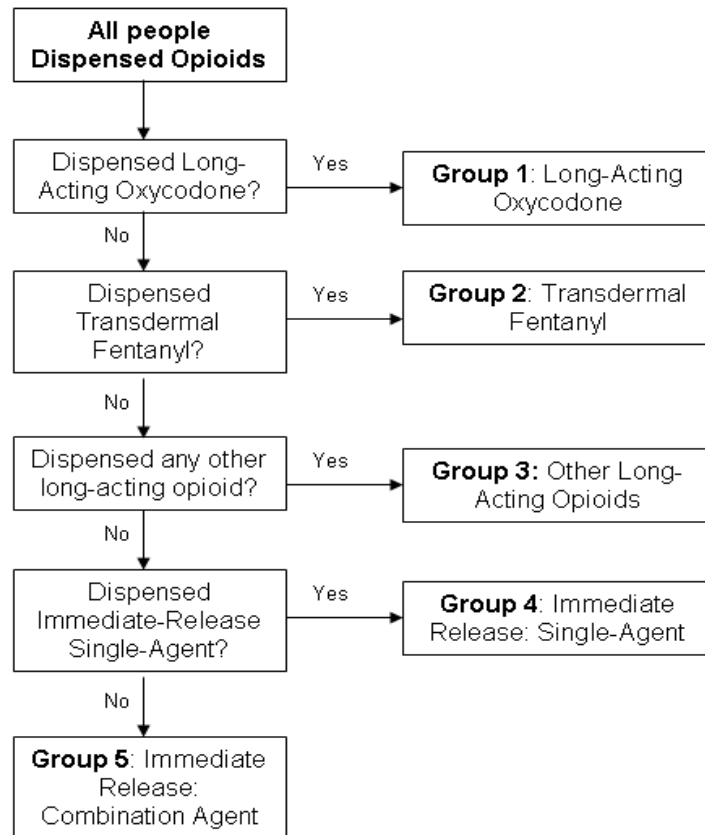 All people
Dispensed Opioids
Dispensed Long-
Acting Oxycodone?
Yes
Group 1: Long-Acting
Oxycodone
No
Dispensed
Transdermal
Fentanyl?
Yes
Group 2: Transdermal
Fentanyl
No
Dispensed any other
long-acting opioid?
Yes
Group 3: Other Long-
Acting Opioids
No
Dispensed
Immediate-Release
Single-Agent?
Yes
Group 4: Immediate
Release: Single-Agent
No
Group 5: Immediate
Release:
Combination Agent